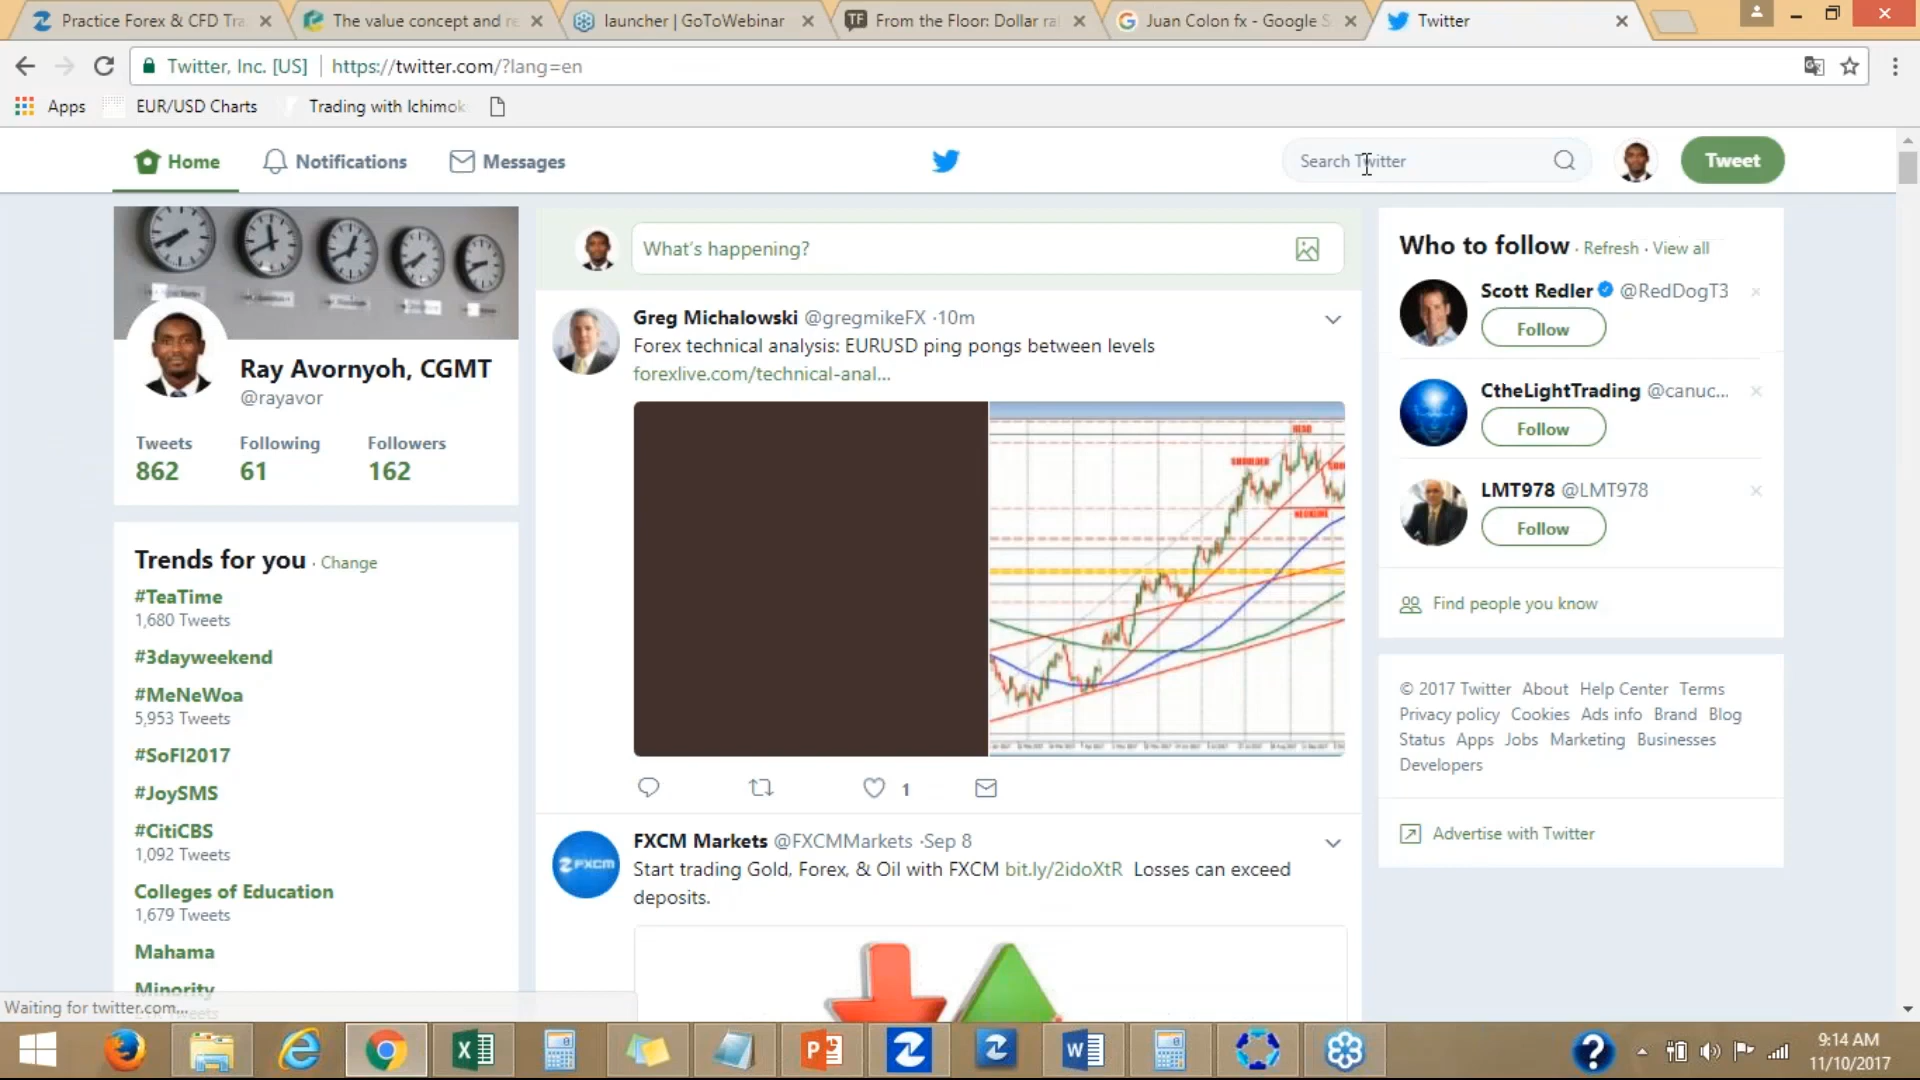 Practice Forex & CFD Tra
The value concept and re
launcher | GoToWebinar
From the Floor: Dollar ra
Juan Colon fx - Google S
Twitter
Twitter, Inc. [US]
https://twitter.com/?lang=en
Apps
EUR/USD Charts
Trading with Ichimok
Home
Notifications
Messages
Search Twitter
Tweet
Ray Avornyoh, CGMT
@rayavor
Tweets Following Followers
862 61 162
Trends for you · Change
#TeaTime
1,680 Tweets
#3dayweekend
#MeNeWoa
5,953 Tweets
#SoFI2017
#JoySMS
#CitiCBS
1,092 Tweets
Colleges of Education
1,679 Tweets
Mahama
Minority
What's happening?
Greg Michalowski @gregmikeFX · 10m
Forex technical analysis: EURUSD ping pongs between levels
forexlive.com/technical-anal...
HEAD
SHOULDER
NECKLINE
1
FXCM Markets @FXCMMarkets · Sep 8
Start trading Gold, Forex, & Oil with FXCM bit.ly/2idoXtR Losses can exceed
deposits.
FXCM
Who to follow · Refresh · View all
Scott Redler @RedDogT3
Follow
CtheLightTrading @canuc...
Follow
LMT978 @LMT978
Follow
Find people you know
© 2017 Twitter About Help Center Terms
Privacy policy Cookies Ads info Brand Blog
Status Apps Jobs Marketing Businesses
Developers
Advertise with Twitter
Waiting for twitter.com...
9:14 AM
11/10/2017